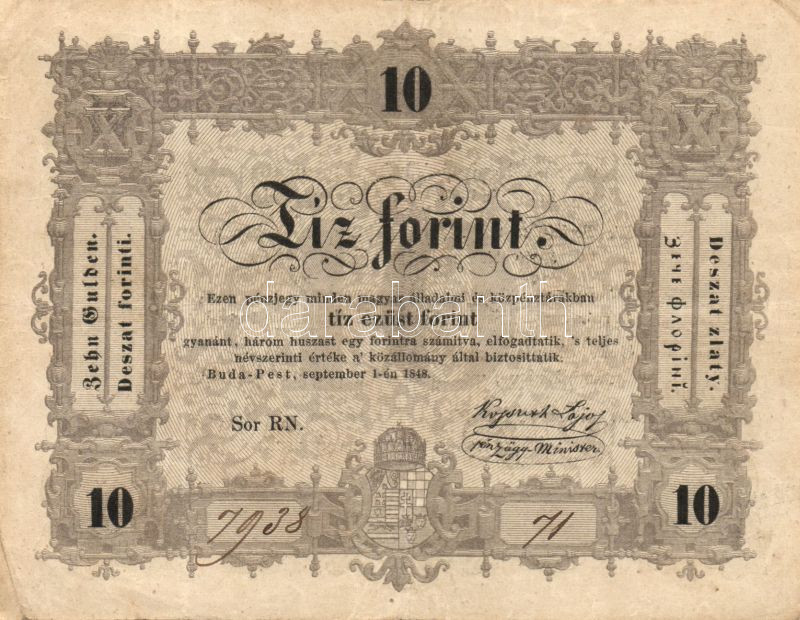 10
X
X
Tíz forint.
Zehn Gulden.
Deszat forinti.
Deszat zlaty.
Ezen pénzjegy minden magyar álladalmi és közpénztárakban
tíz ezüst forint
gyanánt, három huszast egy forintra számítva, elfogadtatik, 's teljes
névszerinti értéke a' közállomány által biztosíttatik.
Buda-Pest, september 1-én 1848.
Sor RN.
Kossuth Lajos
pénzügy Minister
10
7938
71
10
darabanth